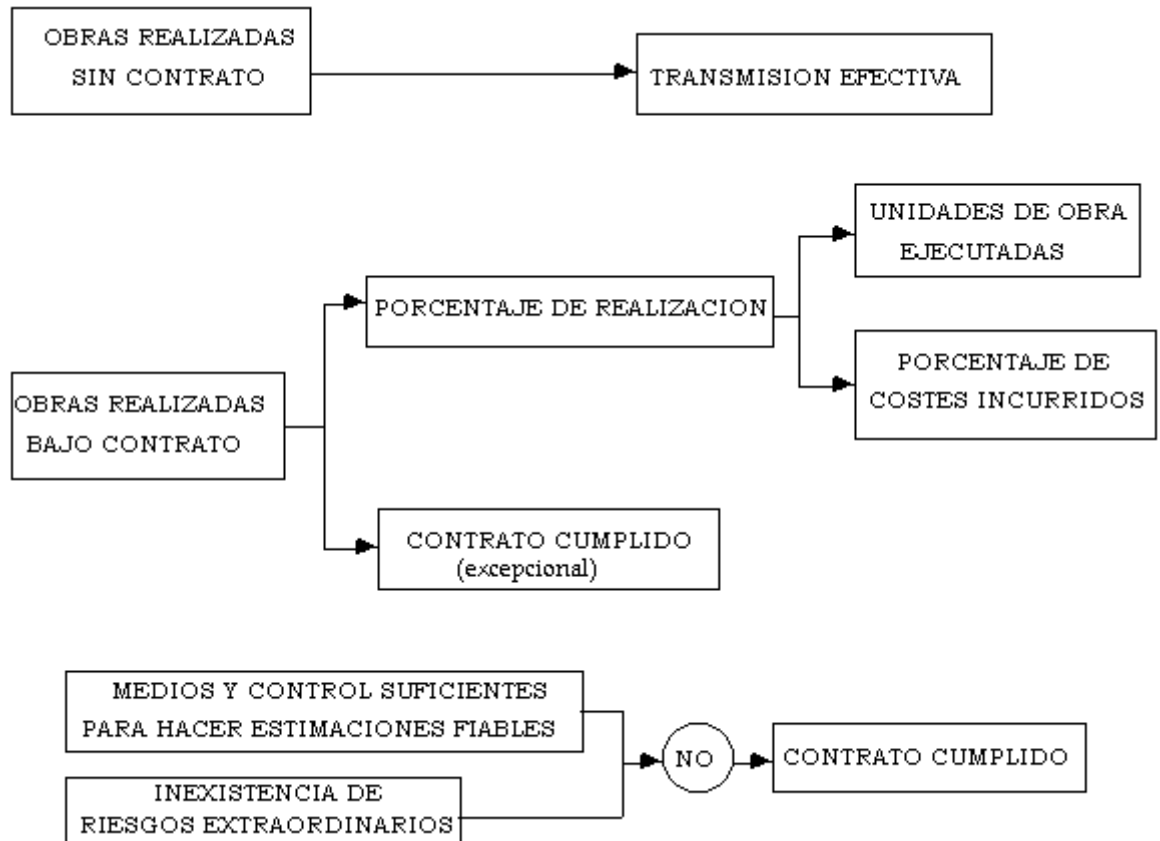 OBRAS REALIZADAS
SIN CONTRATO
TRANSMISION EFECTIVA
UNIDADES DE OBRA
EJECUTADAS
PORCENTAJE DE REALIZACION
PORCENTAJE DE
COSTES INCURRIDOS
OBRAS REALIZADAS
BAJO CONTRATO
CONTRATO CUMPLIDO
(excepcional)
MEDIOS Y CONTROL SUFICIENTES
PARA HACER ESTIMACIONES FIABLES
NO
CONTRATO CUMPLIDO
INEXISTENCIA DE
RIESGOS EXTRAORDINARIOS